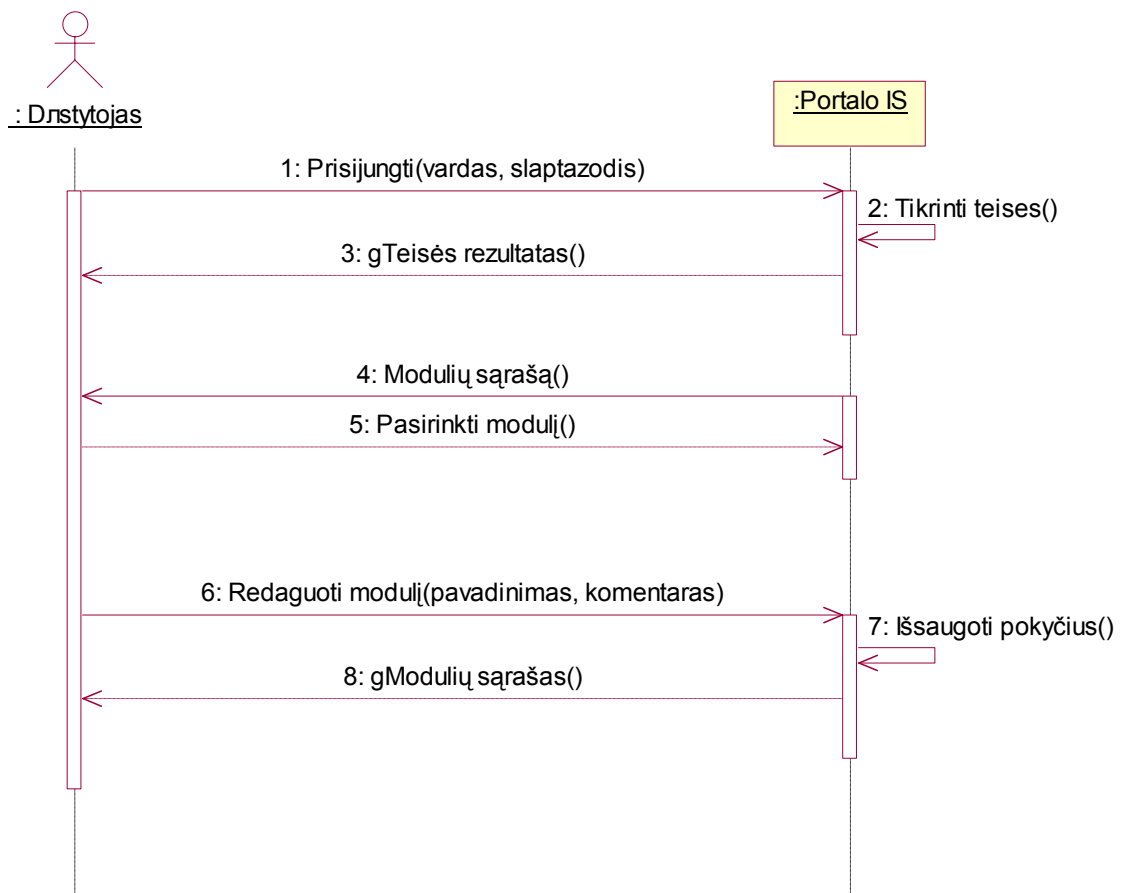 : Dлstytojas
:Portalo IS
1: Prisijungti(vardas, slaptazodis)
2: Tikrinti teises()
3: gTeisės rezultatas()
4: Modulių sąrašą()
5: Pasirinkti modulį()
6: Redaguoti modulį(pavadinimas, komentaras)
7: Išsaugoti pokyčius()
8: gModulių sąrašas()